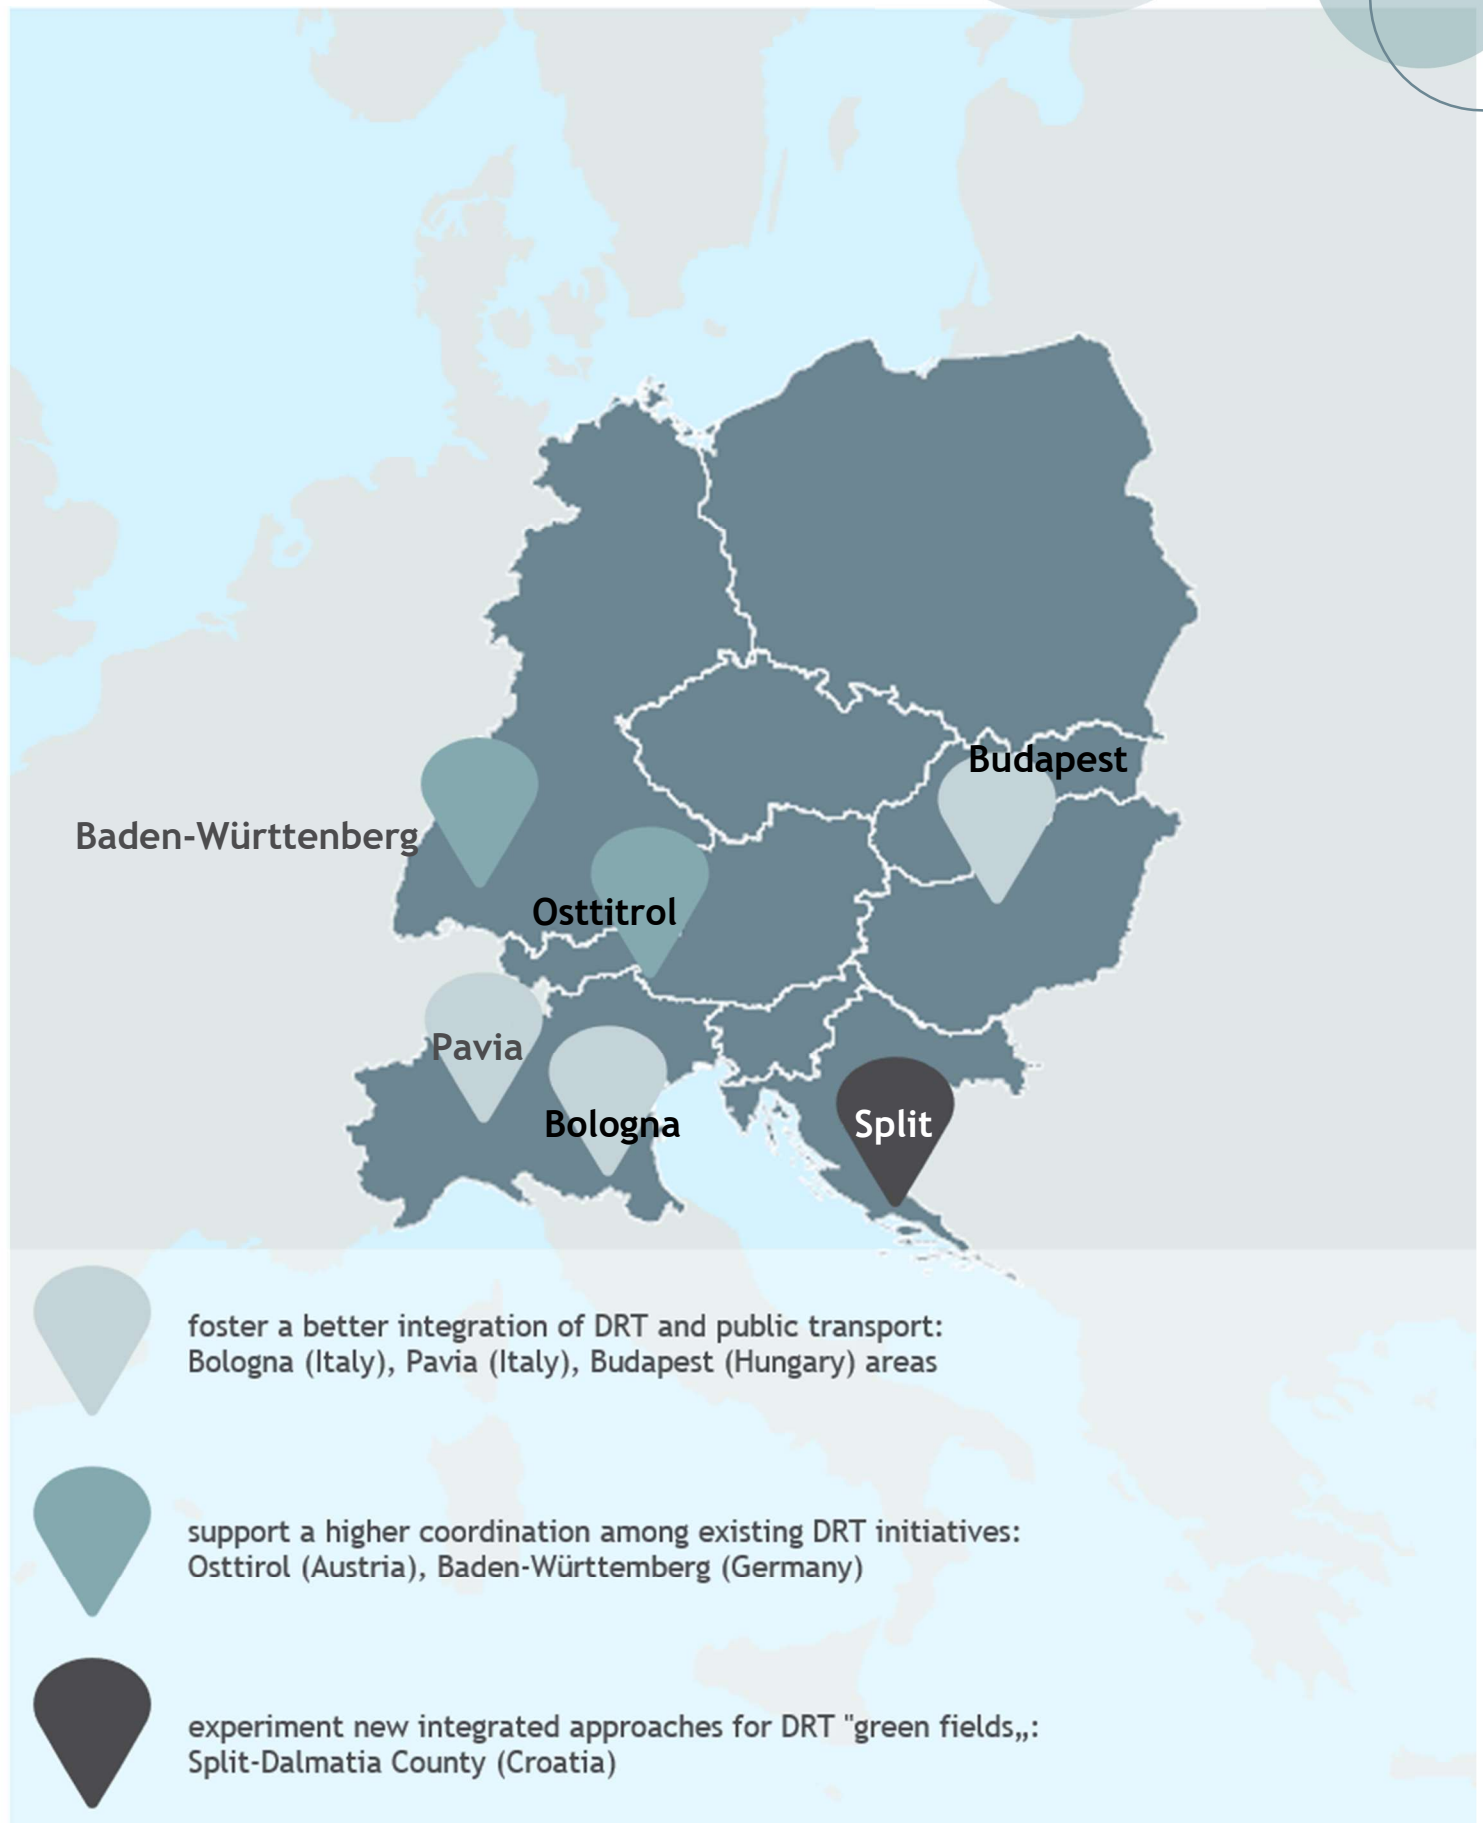 Budapest
Baden-Württenberg
Osttitrol
Pavia
Bologna
Split
foster a better integration of DRT and public transport:
Bologna (Italy), Pavia (Italy), Budapest (Hungary) areas
support a higher coordination among existing DRT initiatives:
Osttirol (Austria), Baden-Württemberg (Germany)
experiment new integrated approaches for DRT "green fields„:
Split-Dalmatia County (Croatia)